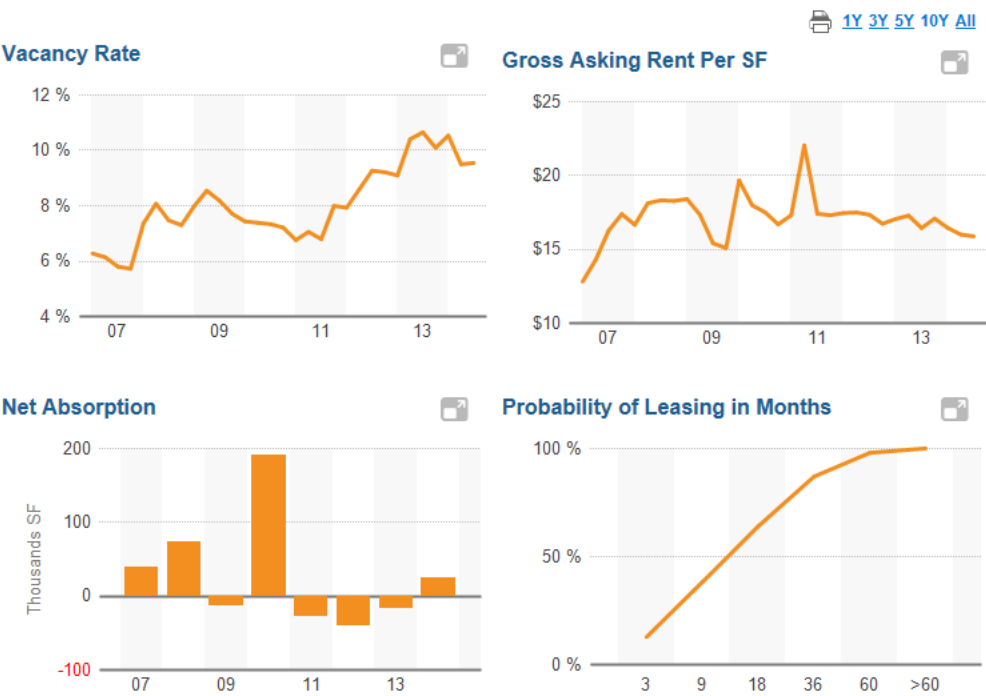 1Y 3Y 5Y 10Y All
Vacancy Rate
12 %
10 %
8 %
6 %
4 %
07 09 11 13
Gross Asking Rent Per SF
$25
$20
$15
$10
07 09 11 13
Net Absorption
Thousands SF
200
100
0
-100
07 09 11 13
Probability of Leasing in Months
100 %
50 %
0 %
3 9 18 36 60 >60